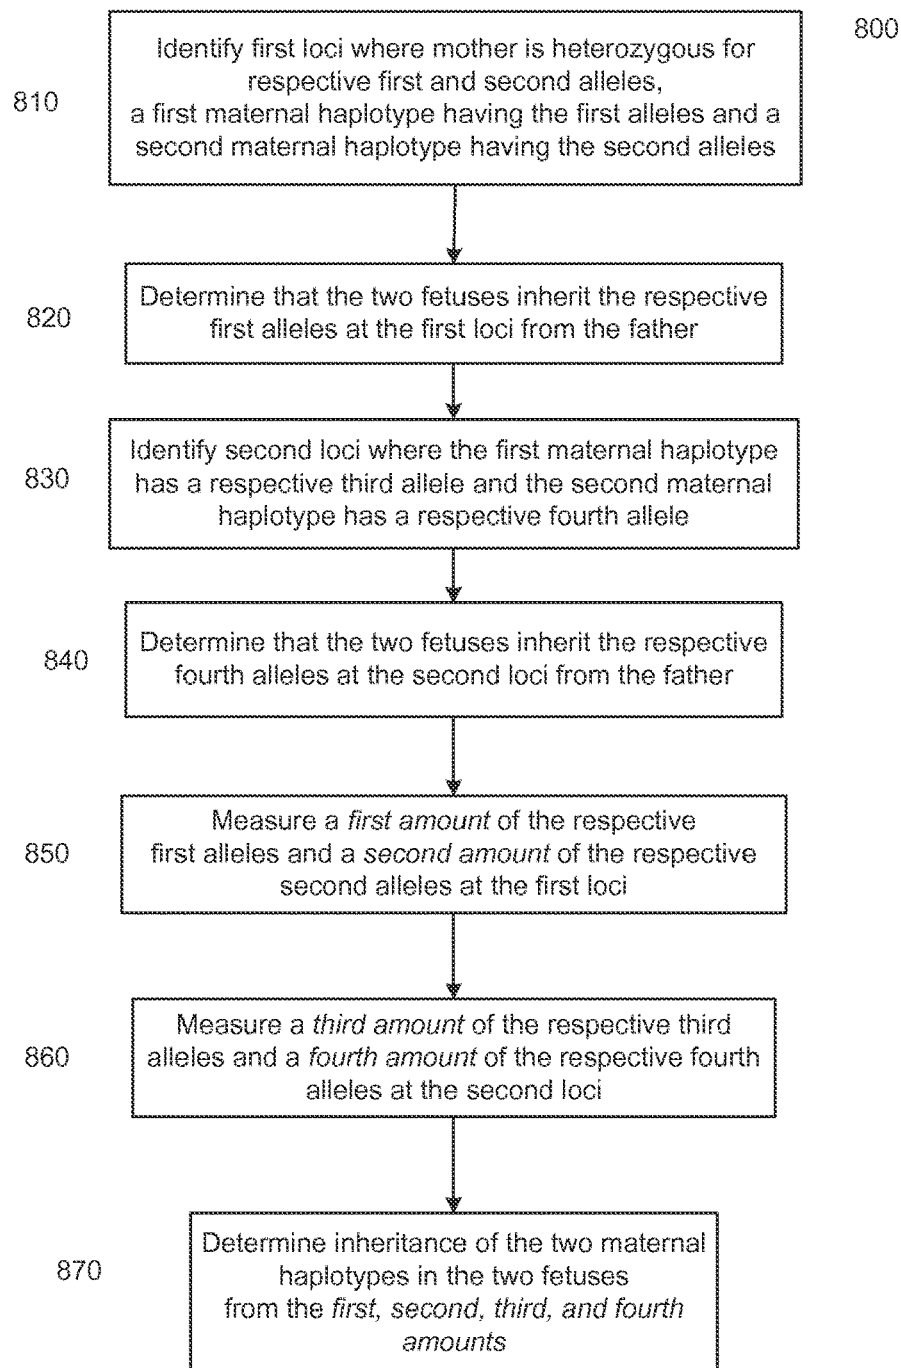 800
810
Identify first loci where mother is heterozygous for
respective first and second alleles,
a first maternal haplotype having the first alleles and a
second maternal haplotype having the second alleles
820
Determine that the two fetuses inherit the respective
first alleles at the first loci from the father
830
Identify second loci where the first maternal haplotype
has a respective third allele and the second maternal
haplotype has a respective fourth allele
840
Determine that the two fetuses inherit the respective
fourth alleles at the second loci from the father
850
Measure a first amount of the respective
first alleles and a second amount of the respective
second alleles at the first loci
860
Measure a third amount of the respective third
alleles and a fourth amount of the respective fourth
alleles at the second loci
870
Determine inheritance of the two maternal
haplotypes in the two fetuses
from the first, second, third, and fourth
amounts